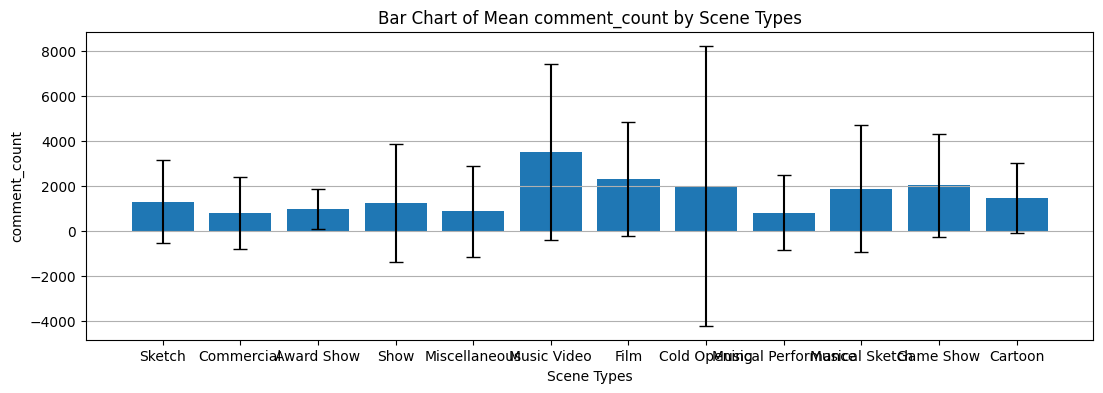 Bar Chart of Mean comment_count by Scene Types
comment_count
8000
6000
4000
2000
0
−2000
−4000
Sketch Commercial Award Show Show Miscellaneous Music Video Film Cold Opening Musical Performance Musical Sketch Game Show Cartoon
Scene Types